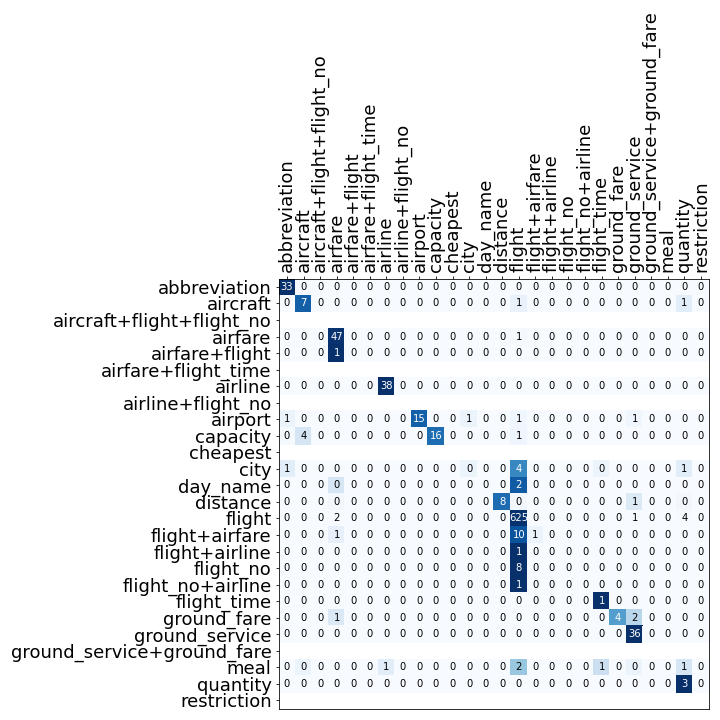 abbreviation
aircraft
aircraft+flight+flight_no
airfare
airfare+flight
airfare+flight_time
airline
airline+flight_no
airport
capacity
cheapest
city
day_name
distance
flight
flight+airfare
flight+airline
flight_no
flight_no+airline
flight_time
ground_fare
ground_service
ground_service+ground_fare
meal
quantity
restriction
abbreviation 33 0 0 0 0 0 0 0 0 0 0 0 0 0 0 0 0 0 0 0 0 0 0 0 0 0
aircraft 0 7 0 0 0 0 0 0 0 0 0 0 0 0 1 0 0 0 0 0 0 0 0 0 1 0
aircraft+flight+flight_no
airfare 0 0 0 47 0 0 0 0 0 0 0 0 0 0 1 0 0 0 0 0 0 0 0 0 0 0
airfare+flight 0 0 0 1 0 0 0 0 0 0 0 0 0 0 0 0 0 0 0 0 0 0 0 0 0 0
airfare+flight_time
airline 0 0 0 0 0 0 38 0 0 0 0 0 0 0 0 0 0 0 0 0 0 0 0 0 0 0
airline+flight_no
airport 1 0 0 0 0 0 0 0 15 0 0 1 0 0 1 0 0 0 0 0 0 1 0 0 0 0
capacity 0 4 0 0 0 0 0 0 0 16 0 0 0 0 1 0 0 0 0 0 0 0 0 0 0 0
cheapest
city 1 0 0 0 0 0 0 0 0 0 0 0 0 0 4 0 0 0 0 0 0 0 0 0 1 0
day_name 0 0 0 0 0 0 0 0 0 0 0 0 0 0 2 0 0 0 0 0 0 0 0 0 0 0
distance 0 0 0 0 0 0 0 0 0 0 0 0 0 8 0 0 0 0 0 0 0 1 0 0 0 0
flight 0 0 0 2 0 0 0 0 0 0 0 0 0 0 625 0 0 0 0 0 0 1 0 0 4 0
flight+airfare 0 0 0 1 0 0 0 0 0 0 0 0 0 0 10 1 0 0 0 0 0 0 0 0 0 0
flight+airline 0 0 0 0 0 0 0 0 0 0 0 0 0 0 1 0 0 0 0 0 0 0 0 0 0 0
flight_no 0 0 0 0 0 0 0 0 0 0 0 0 0 0 8 0 0 0 0 0 0 0 0 0 0 0
flight_no+airline 0 0 0 0 0 0 0 0 0 0 0 0 0 0 1 0 0 0 0 0 0 0 0 0 0 0
flight_time 0 0 0 0 0 0 0 0 0 0 0 0 0 0 0 0 0 0 0 1 0 0 0 0 0 0
ground_fare 0 0 0 1 0 0 0 0 0 0 0 0 0 0 0 0 0 0 0 0 4 2 0 0 0 0
ground_service 0 0 0 0 0 0 0 0 0 0 0 0 0 0 0 0 0 0 0 0 0 36 0 0 0 0
ground_service+ground_fare
meal 0 0 0 0 0 0 1 0 0 0 0 0 0 0 2 0 0 0 0 1 0 0 0 0 1 0
quantity 0 0 0 0 0 0 0 0 0 0 0 0 0 0 0 0 0 0 0 0 0 0 0 0 3 0
restriction